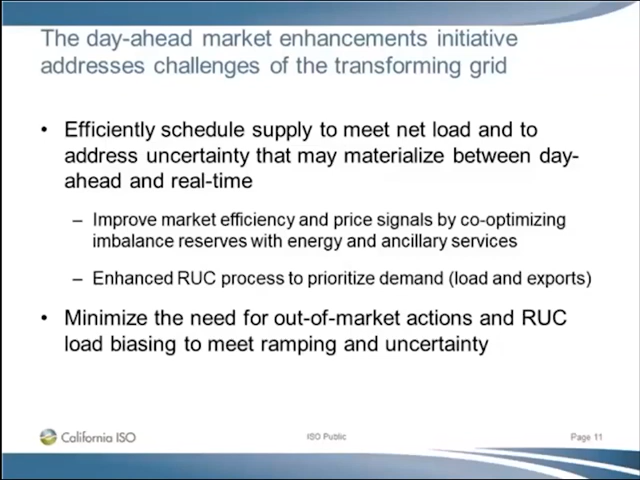 The day-ahead market enhancements initiative
addresses challenges of the transforming grid
• Efficiently schedule supply to meet net load and to
address uncertainty that may materialize between day-
ahead and real-time
– Improve market efficiency and price signals by co-optimizing
imbalance reserves with energy and ancillary services
– Enhanced RUC process to prioritize demand (load and exports)
• Minimize the need for out-of-market actions and RUC
load biasing to meet ramping and uncertainty
California ISO
ISO Public
Page 11